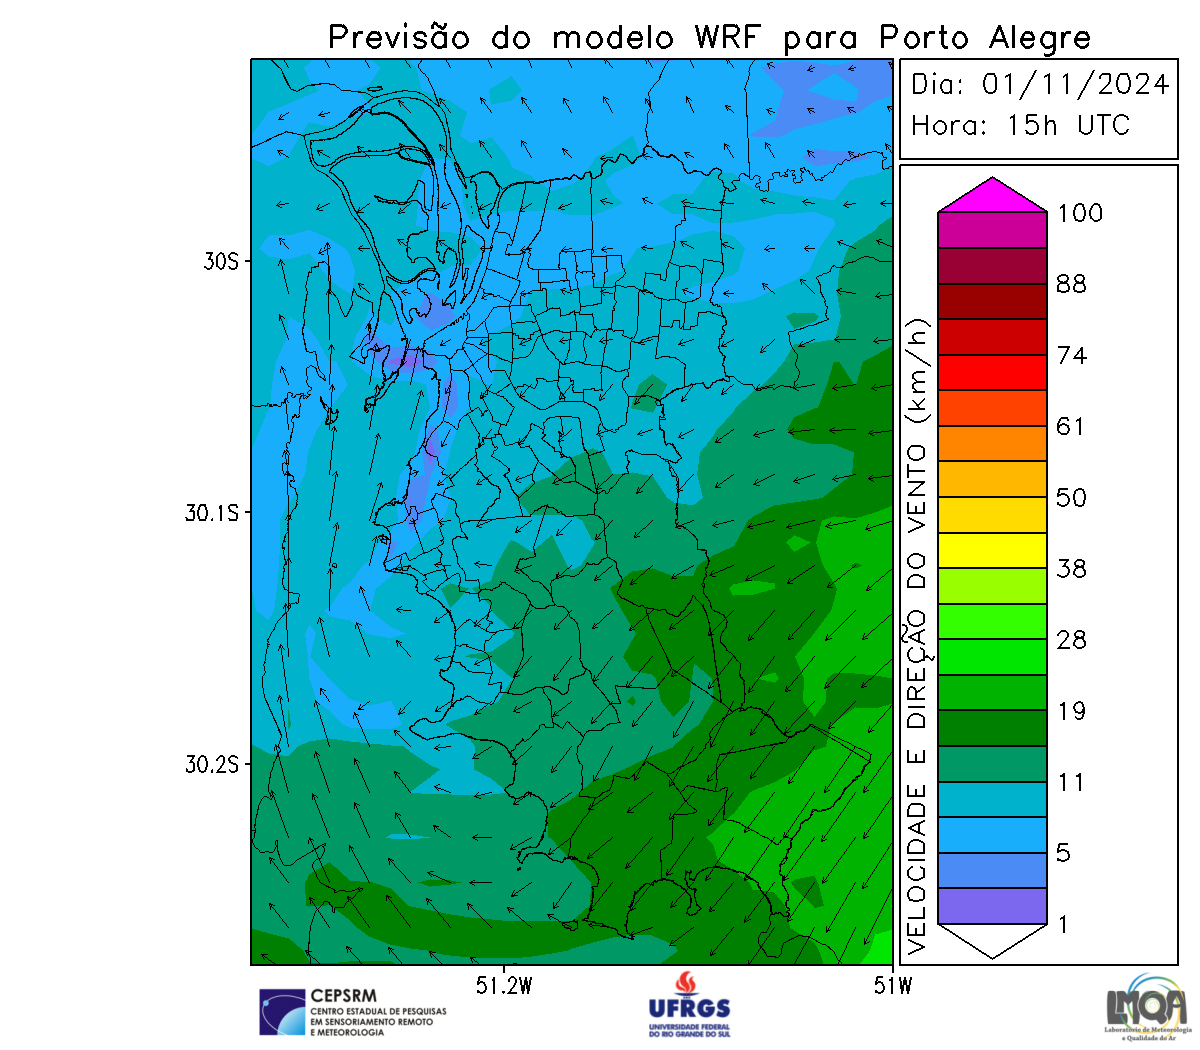 Previsão do modelo WRF para Porto Alegre
Dia: 01/11/2024
Hora: 15h UTC
30S
30.1S
30.2S
51.2W
51W
VELOCIDADE E DIREÇÃO DO VENTO (km/h)
100
88
74
61
50
38
28
19
11
5
1
CEPSRM
CENTRO ESTADUAL DE PESQUISAS
EM SENSORIAMENTO REMOTO
E METEOROLOGIA
UFRGS
UNIVERSIDADE FEDERAL
DO RIO GRANDE DO SUL
LMQA
Laboratório de Meteorologia
e Qualidade do Ar